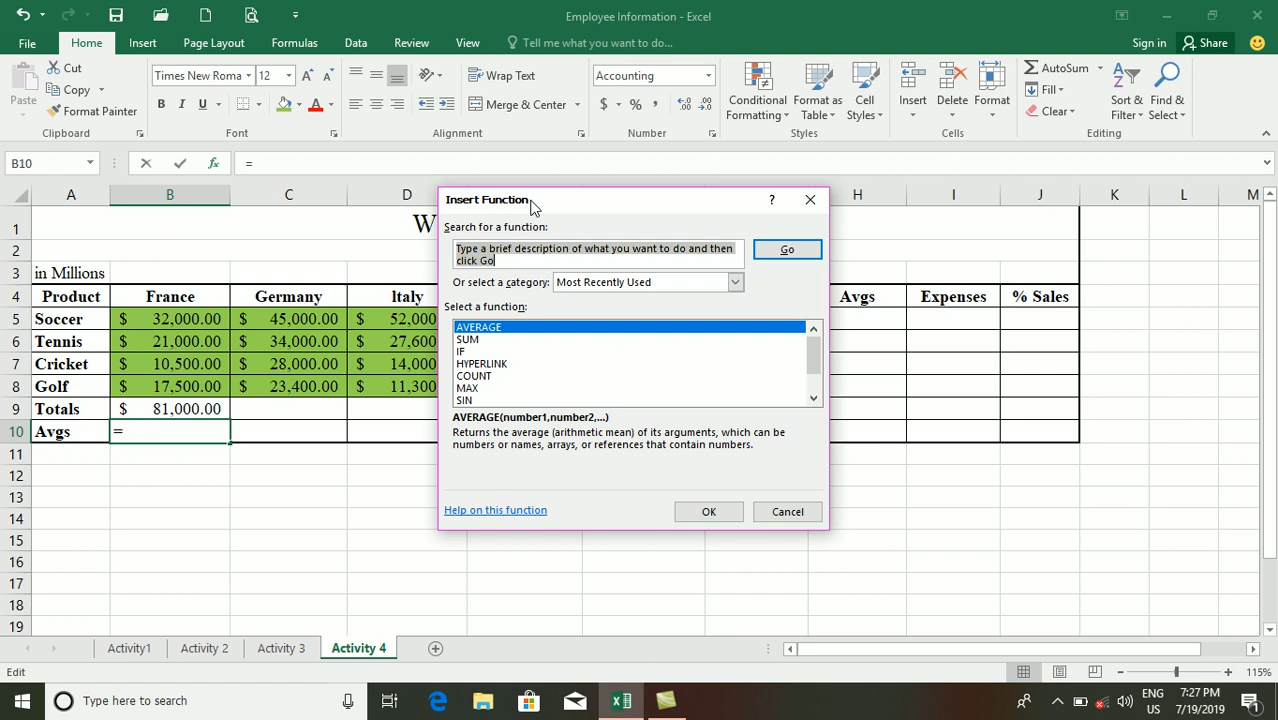 Employee Information - Excel
File
Home
Insert
Page Layout
Formulas
Data
Review
View
Tell me what you want to do...
Sign in
Share
Paste
Cut
Copy
Format Painter
Clipboard
Times New Roma
12
A
A
B
I
U
A
Font
Wrap Text
Merge & Center
Alignment
Accounting
$
%
,
Number
Conditional
Formatting
Format as
Table
Cell
Styles
Styles
Insert
Delete
Format
Cells
AutoSum
Fill
Clear
Sort &
Filter
Find &
Select
Editing
B10
fx
=
A B C D H I J K L M
1 W
2
3 in Millions
4 Product France Germany Italy Avgs Expenses % Sales
5 Soccer $ 32,000.00 $ 45,000.00 $ 52,000
6 Tennis $ 21,000.00 $ 34,000.00 $ 27,600
7 Cricket $ 10,500.00 $ 28,000.00 $ 14,000
8 Golf $ 17,500.00 $ 23,400.00 $ 11,300
9 Totals $ 81,000.00
10 Avgs =
11
12
13
14
15
16
17
18
19
Insert Function
?
Search for a function:
Type a brief description of what you want to do and then
click Go
Go
Or select a category: Most Recently Used
Select a function:
AVERAGE
SUM
IF
HYPERLINK
COUNT
MAX
SIN
AVERAGE(number1,number2,...)
Returns the average (arithmetic mean) of its arguments, which can be
numbers or names, arrays, or references that contain numbers.
Help on this function
OK
Cancel
Activity1
Activity 2
Activity 3
Activity 4
Edit
115%
Type here to search
ENG
US
7:27 PM
7/19/2019
1